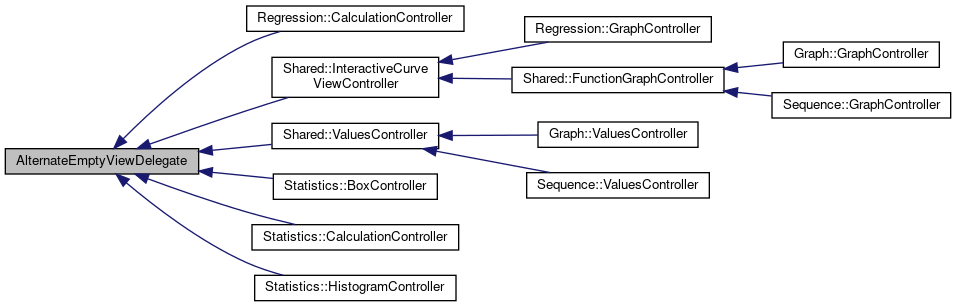 Regression::CalculationController
Regression::GraphController
Graph::GraphController
Shared::InteractiveCurve
ViewController
Shared::FunctionGraphController
Sequence::GraphController
Shared::ValuesController
Graph::ValuesController
AlternateEmptyViewDelegate
Statistics::BoxController
Sequence::ValuesController
Statistics::CalculationController
Statistics::HistogramController